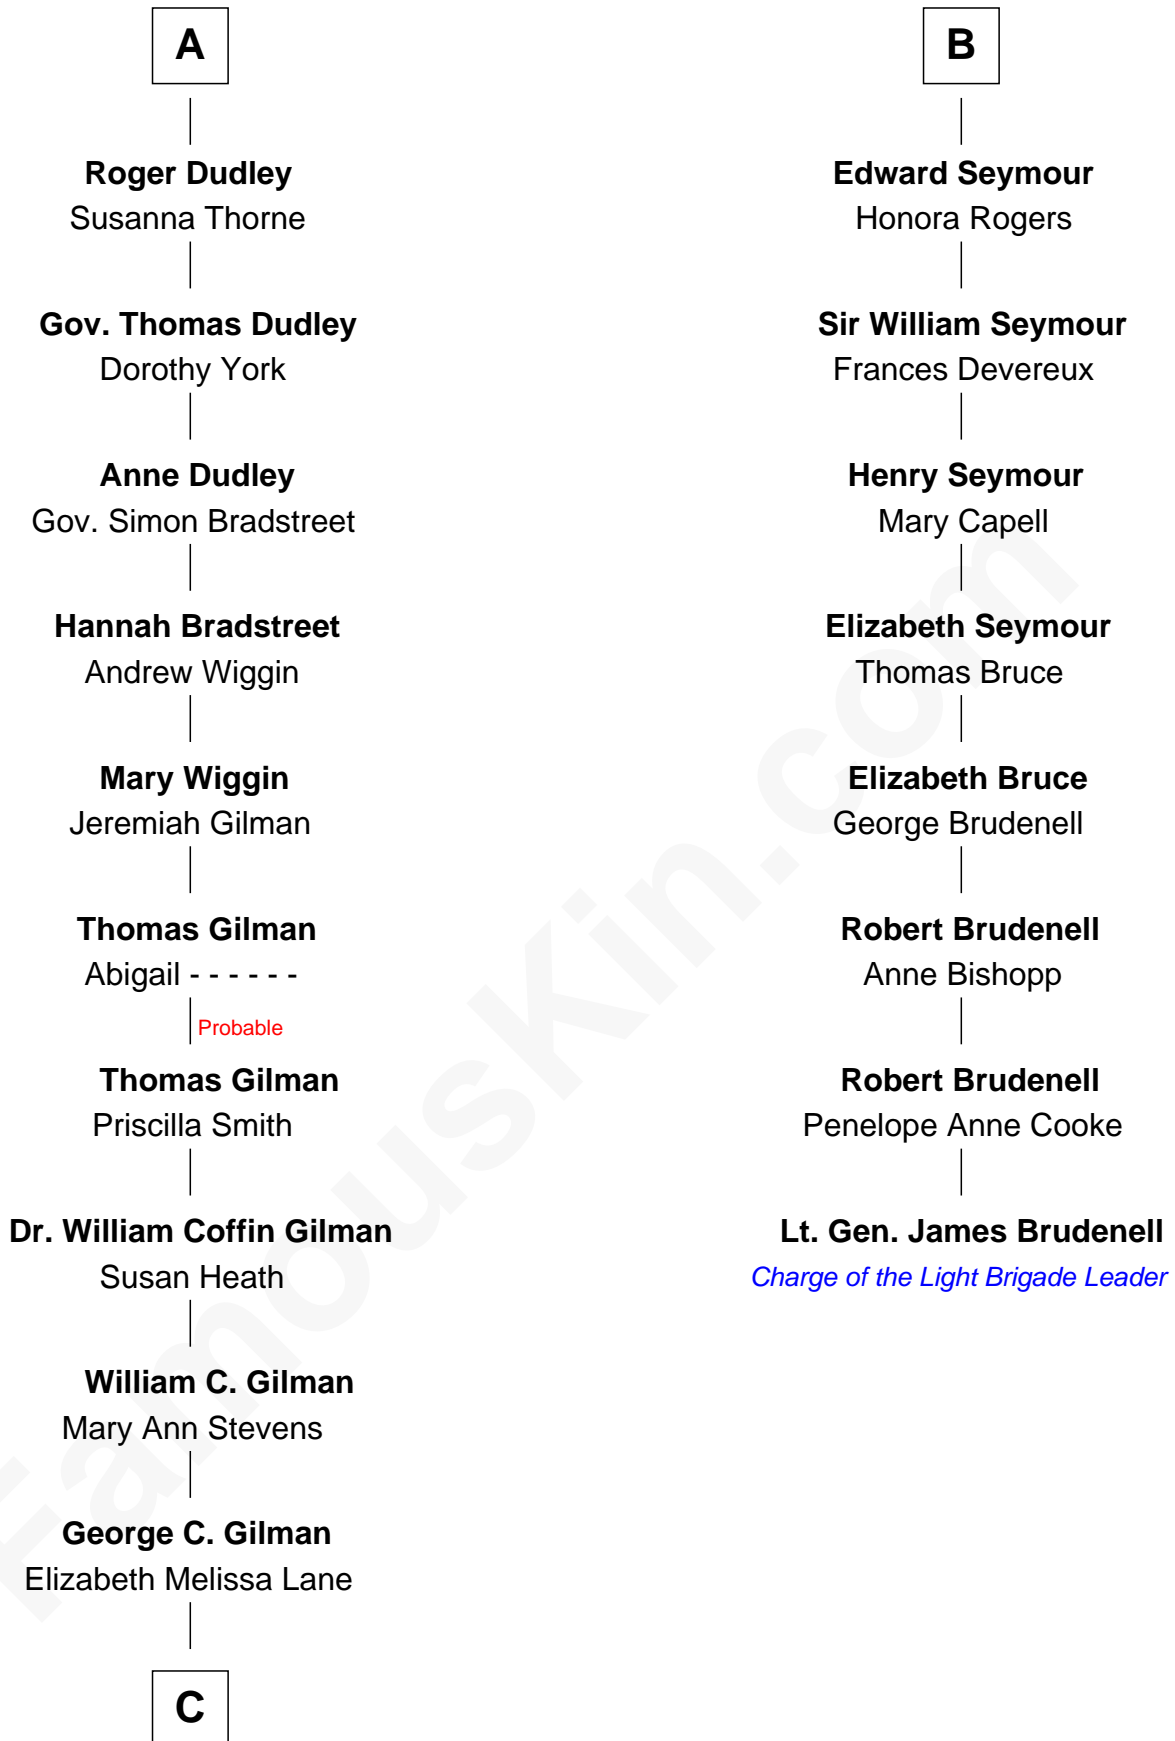 A
Roger Dudley
Susanna Thorne
Gov. Thomas Dudley
Dorothy York
Anne Dudley
Gov. Simon Bradstreet
Hannah Bradstreet
Andrew Wiggin
Mary Wiggin
Jeremiah Gilman
Thomas Gilman
Abigail - - - - - -
Probable
Thomas Gilman
Priscilla Smith
Dr. William Coffin Gilman
Susan Heath
William C. Gilman
Mary Ann Stevens
George C. Gilman
Elizabeth Melissa Lane
C
B
Edward Seymour
Honora Rogers
Sir William Seymour
Frances Devereux
Henry Seymour
Mary Capell
Elizabeth Seymour
Thomas Bruce
Elizabeth Bruce
George Brudenell
Robert Brudenell
Anne Bishopp
Robert Brudenell
Penelope Anne Cooke
Lt. Gen. James Brudenell
Charge of the Light Brigade Leader
FamousKin.com